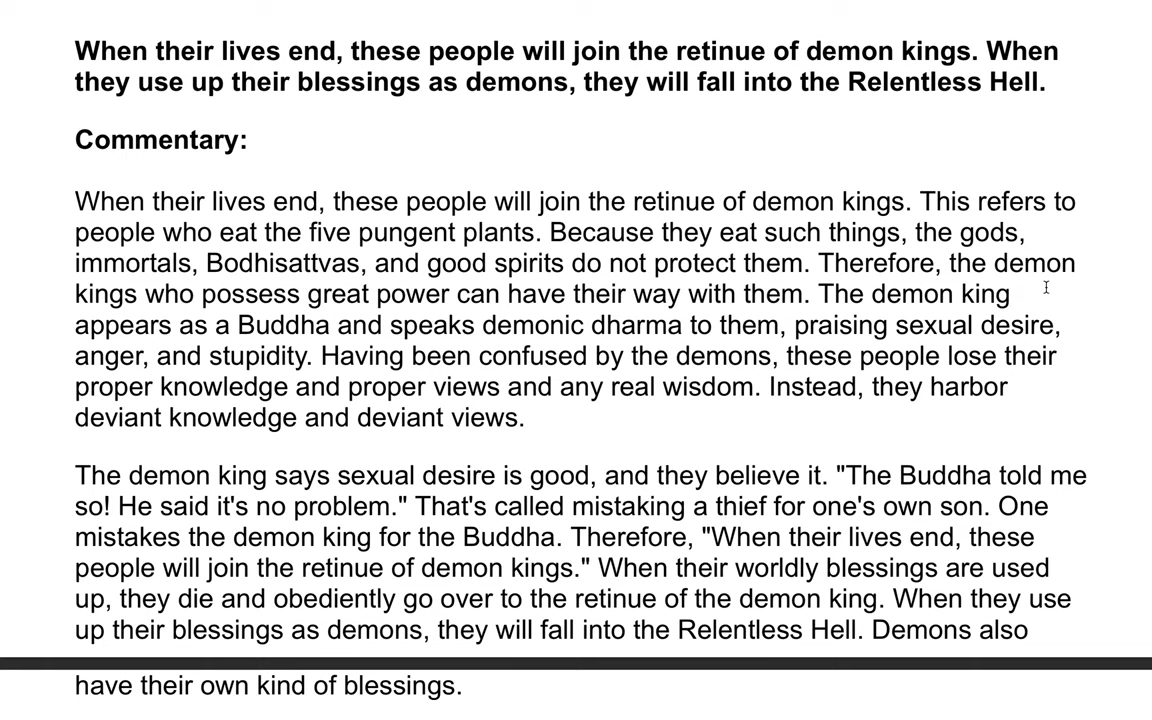 When their lives end, these people will join the retinue of demon kings. When
they use up their blessings as demons, they will fall into the Relentless Hell.
Commentary:
When their lives end, these people will join the retinue of demon kings. This refers to
people who eat the five pungent plants. Because they eat such things, the gods,
immortals, Bodhisattvas, and good spirits do not protect them. Therefore, the demon
kings who possess great power can have their way with them. The demon king
appears as a Buddha and speaks demonic dharma to them, praising sexual desire,
anger, and stupidity. Having been confused by the demons, these people lose their
proper knowledge and proper views and any real wisdom. Instead, they harbor
deviant knowledge and deviant views.
The demon king says sexual desire is good, and they believe it. "The Buddha told me
so! He said it's no problem." That's called mistaking a thief for one's own son. One
mistakes the demon king for the Buddha. Therefore, "When their lives end, these
people will join the retinue of demon kings." When their worldly blessings are used
up, they die and obediently go over to the retinue of the demon king. When they use
up their blessings as demons, they will fall into the Relentless Hell. Demons also
have their own kind of blessings.